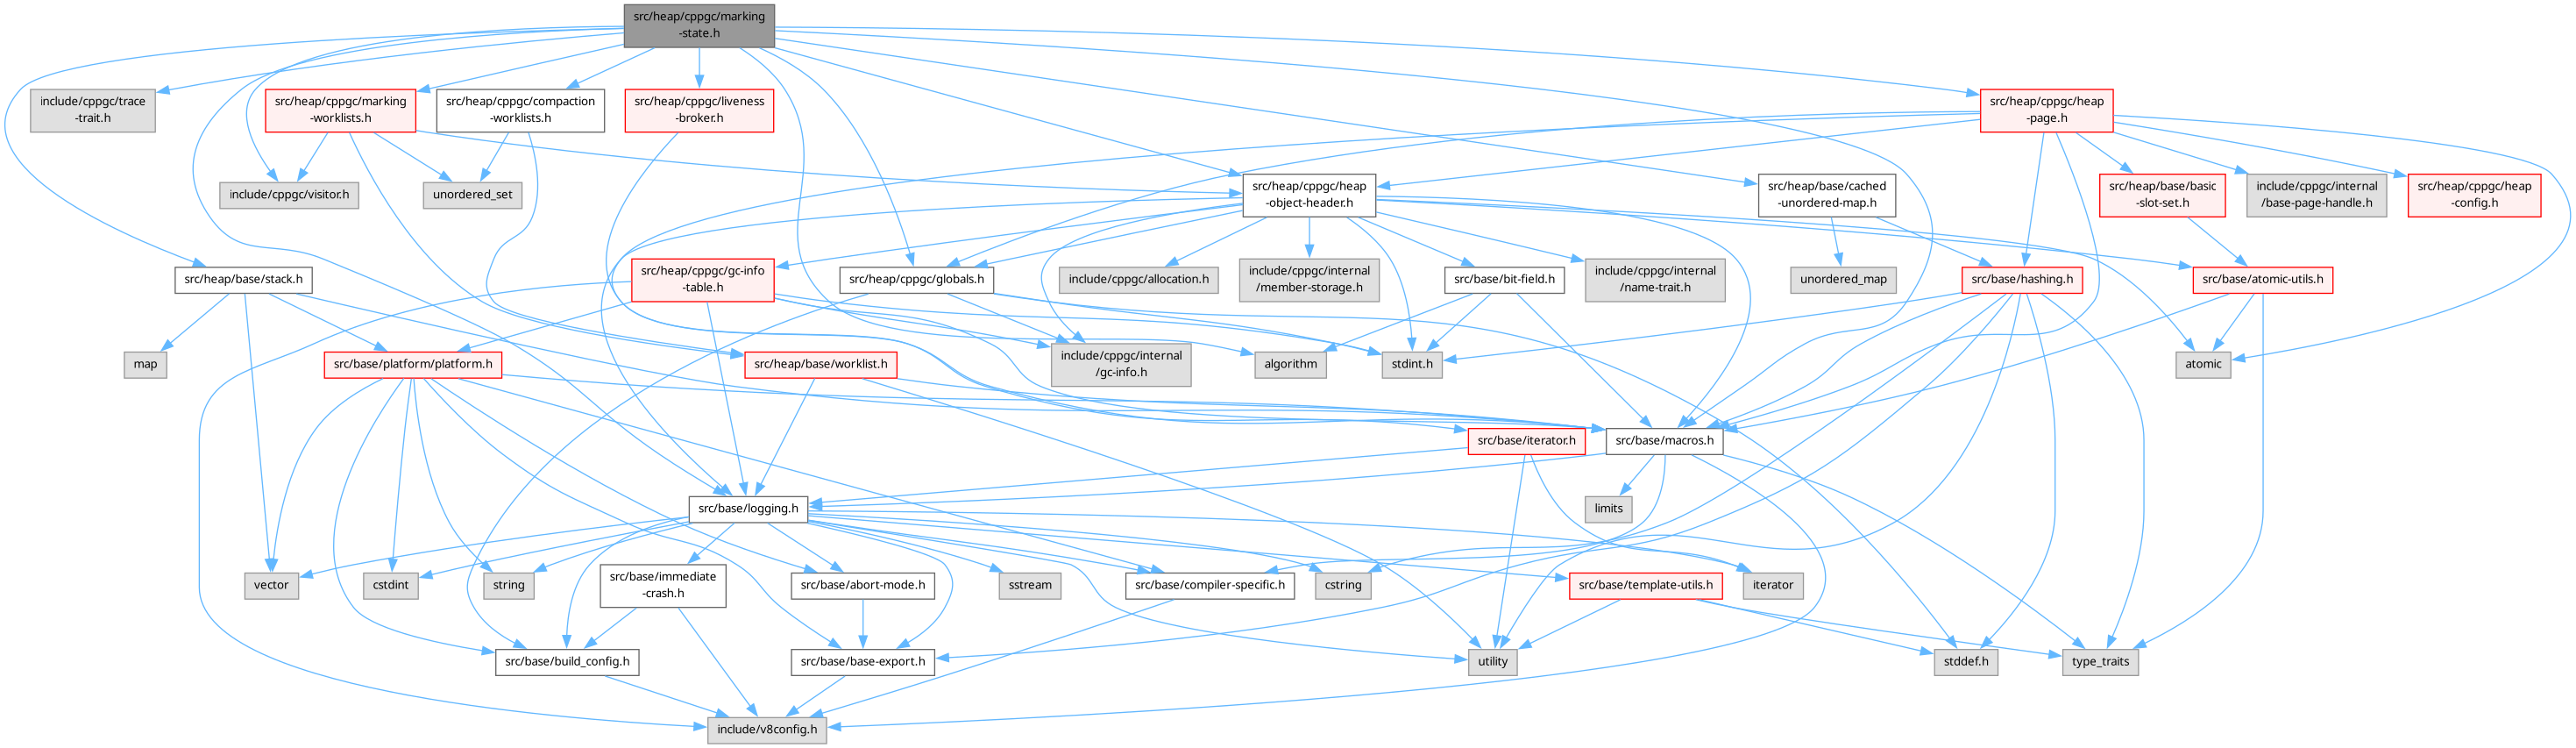 src/heap/cppgc/marking
-state.h
include/cppgc/trace
-trait.h
src/heap/cppgc/marking
-worklists.h
src/heap/cppgc/compaction
-worklists.h
src/heap/cppgc/liveness
-broker.h
src/heap/cppgc/heap
-page.h
include/cppgc/visitor.h
unordered_set
src/heap/cppgc/heap
-object-header.h
src/heap/base/cached
-unordered-map.h
src/heap/base/basic
-slot-set.h
include/cppgc/internal
/base-page-handle.h
src/heap/cppgc/heap
-config.h
src/heap/base/stack.h
src/heap/cppgc/gc-info
-table.h
src/heap/cppgc/globals.h
include/cppgc/allocation.h
include/cppgc/internal
/member-storage.h
src/base/bit-field.h
include/cppgc/internal
/name-trait.h
unordered_map
src/base/hashing.h
src/base/atomic-utils.h
map
src/base/platform/platform.h
src/heap/base/worklist.h
include/cppgc/internal
/gc-info.h
algorithm
stdint.h
atomic
src/base/iterator.h
src/base/macros.h
src/base/logging.h
limits
vector
cstdint
string
src/base/immediate
-crash.h
src/base/abort-mode.h
sstream
src/base/compiler-specific.h
cstring
src/base/template-utils.h
iterator
src/base/build_config.h
src/base/base-export.h
utility
stddef.h
type_traits
include/v8config.h